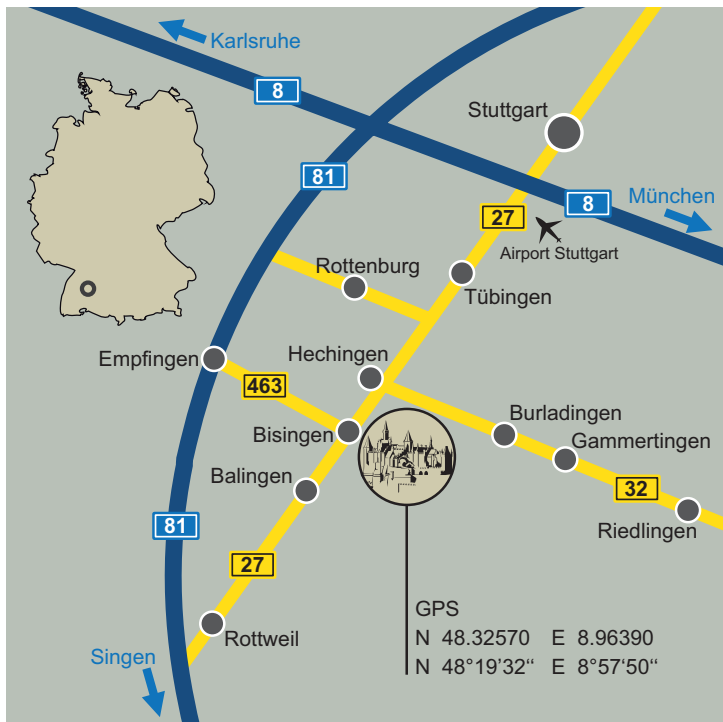 Karlsruhe
8
Stuttgart
81
München
8
27
Airport Stuttgart
Rottenburg
Tübingen
Empfingen
Hechingen
463
Burladingen
Bisingen
Gammertingen
Balingen
32
81
Riedlingen
27
GPS
Rottweil
N 48.32570 E 8.96390
Singen
N 48°19'32“ E 8°57'50“